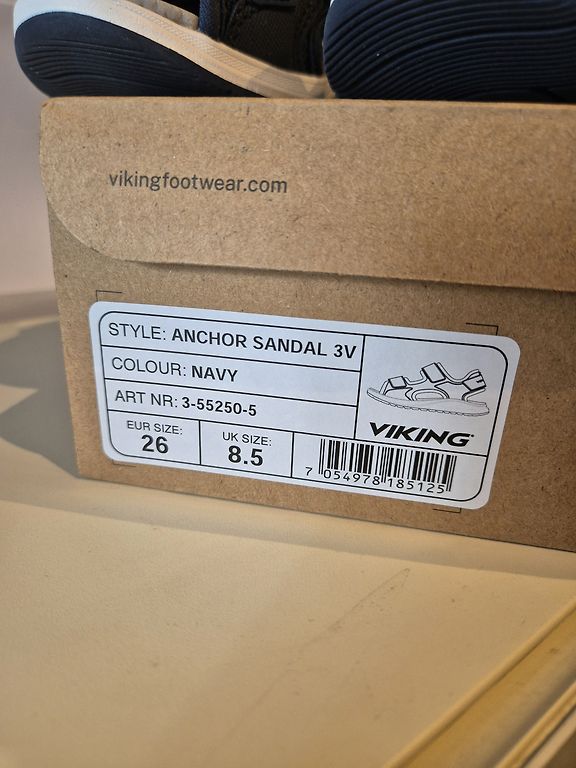 vikingfootwear.com
STYLE: ANCHOR SANDAL 3V
COLOUR: NAVY
ART NR: 3-55250-5
EUR SIZE:
26
UK SIZE:
8.5
VIKING
7 054978 185125